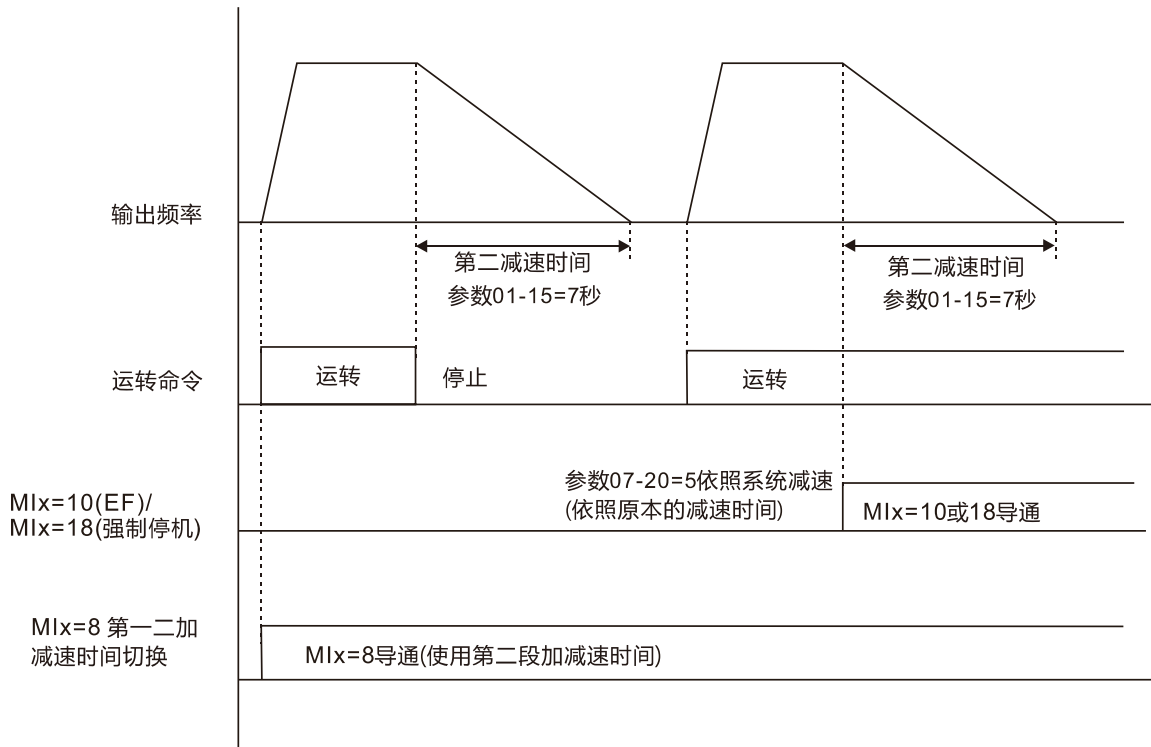 输出频率
第二减速时间
参数01-15=7秒
第二减速时间
参数01-15=7秒
运转命令
运转
停止
运转
MIx=10(EF)/
MIx=18(强制停机)
参数07-20=5依照系统减速
(依照原本的减速时间)
MIx=10或18导通
MIx=8 第一二加
减速时间切换
MIx=8导通(使用第二段加减速时间)